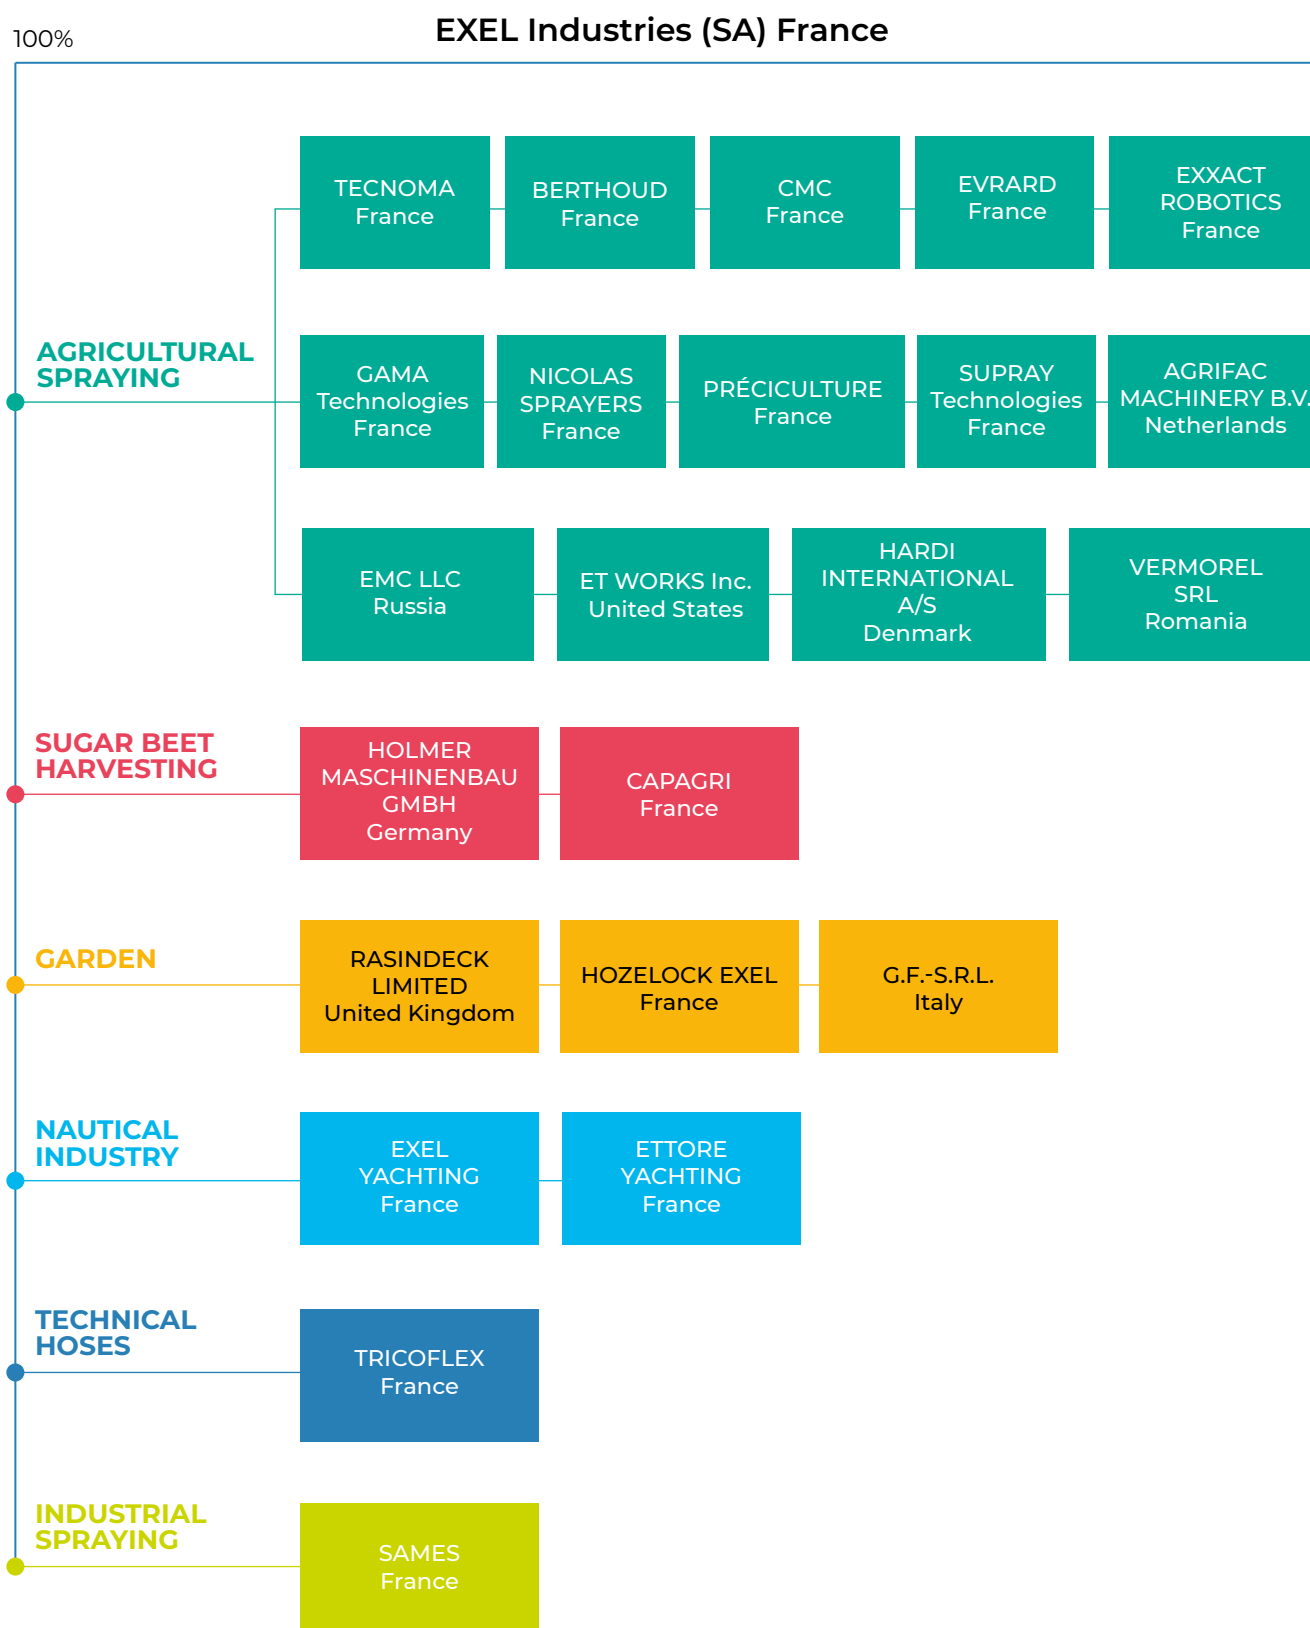 EXEL Industries (SA) France
100%
TECNOMA
France
BERTHOUD
France
CMC
France
EVRARD
France
EXXACT
ROBOTICS
France
AGRICULTURAL
SPRAYING
GAMA
Technologies
France
NICOLAS
SPRAYERS
France
PRÉCICULTURE
France
SUPRAY
Technologies
France
AGRIFAC
MACHINERY B.V.
Netherlands
EMC LLC
Russia
ET WORKS Inc.
United States
HARDI
INTERNATIONAL
A/S
Denmark
VERMOREL
SRL
Romania
SUGAR BEET
HARVESTING
HOLMER
MASCHINENBAU
GMBH
Germany
CAPAGRI
France
GARDEN
RASINDECK
LIMITED
United Kingdom
HOZELOCK EXEL
France
G.F.-S.R.L.
Italy
NAUTICAL
INDUSTRY
EXEL
YACHTING
France
ETTORE
YACHTING
France
TECHNICAL
HOSES
TRICOFLEX
France
INDUSTRIAL
SPRAYING
SAMES
France